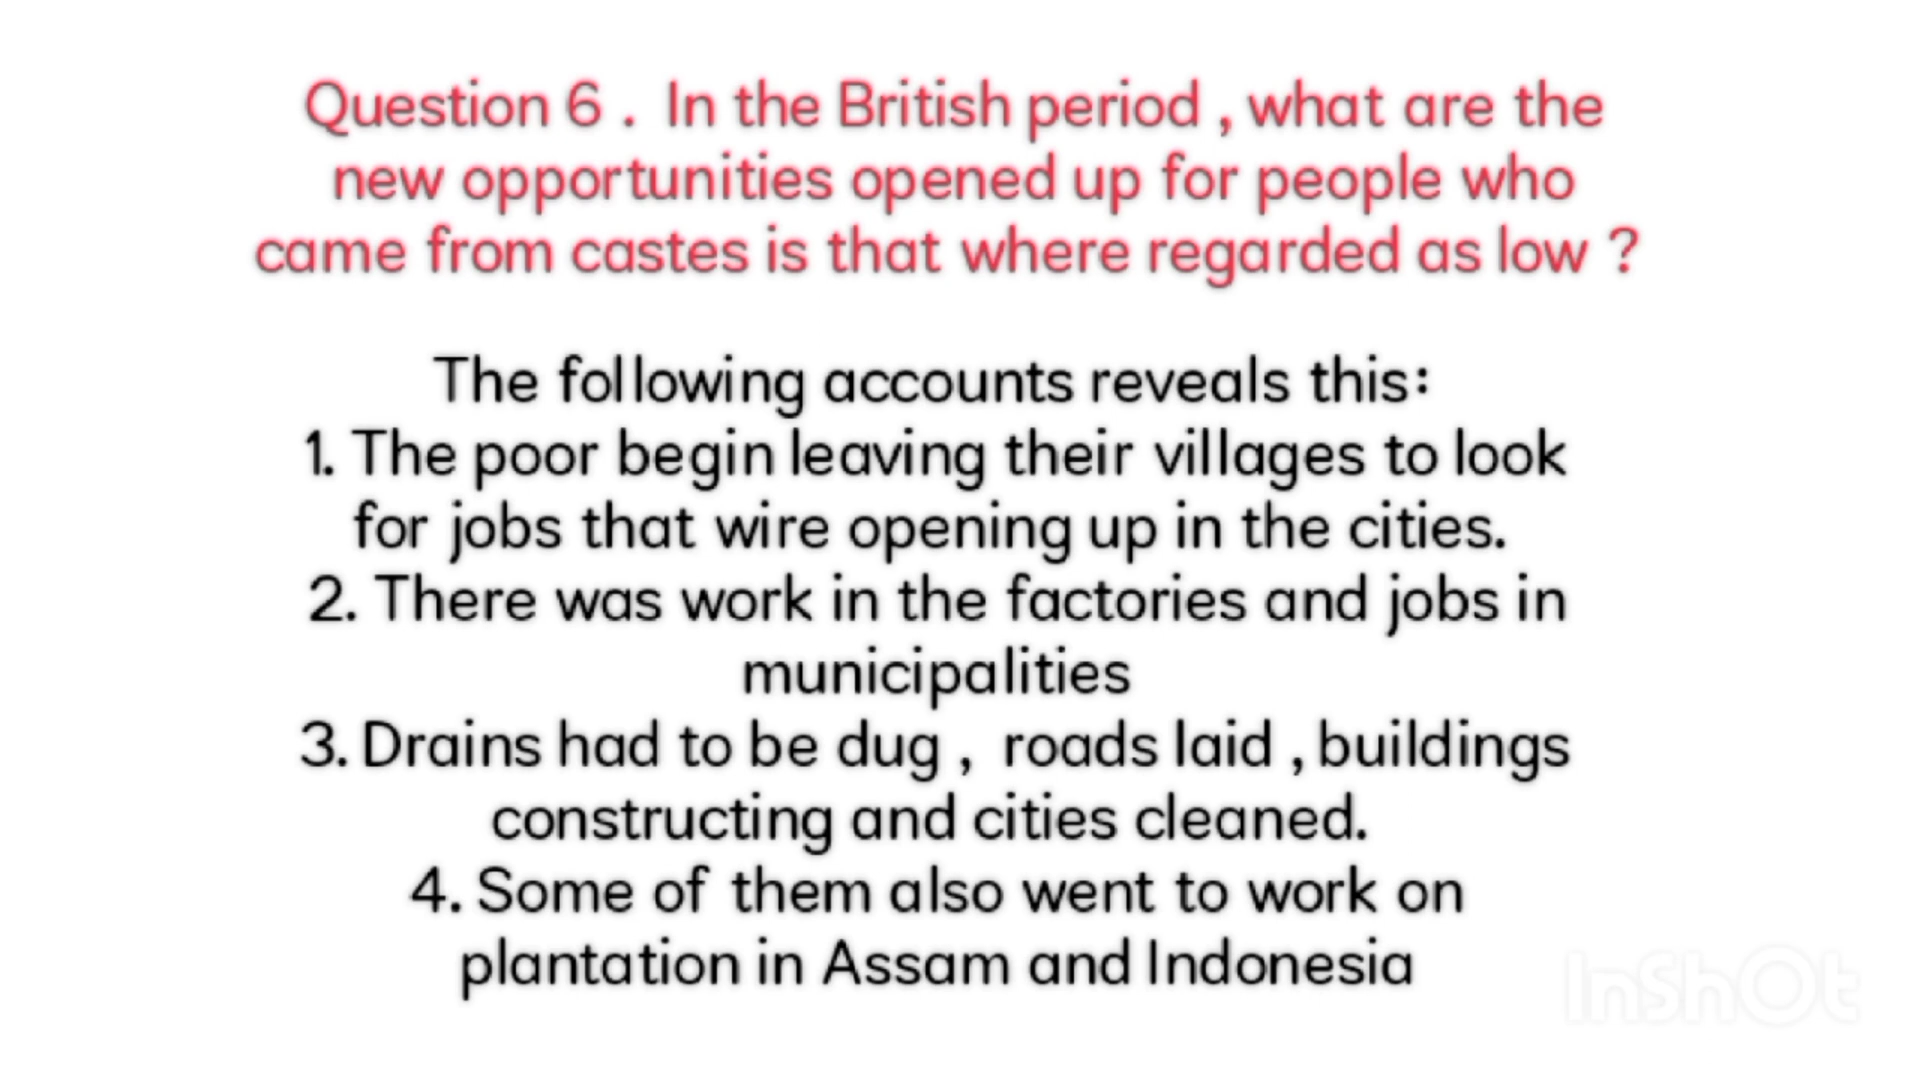 Question 6 . In the British period , what are the
new opportunities opened up for people who
came from castes is that where regarded as low ?
The following accounts reveals this:
1. The poor begin leaving their villages to look
for jobs that wire opening up in the cities.
2. There was work in the factories and jobs in
municipalities
3. Drains had to be dug , roads laid , buildings
constructing and cities cleaned.
4. Some of them also went to work on
plantation in Assam and Indonesia
InShOt